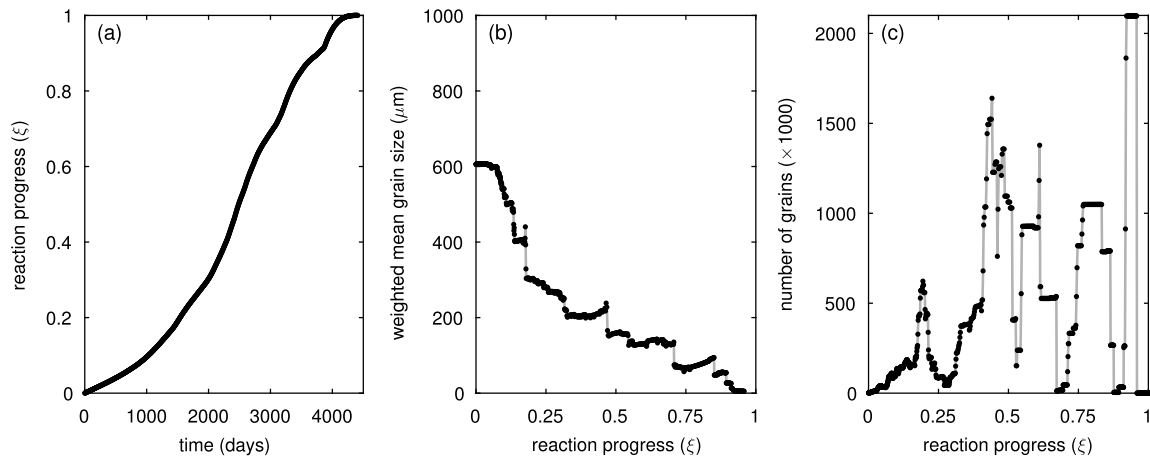 (a)
reaction progress (ξ)
1
0.8
0.6
0.4
0.2
0
0 1000 2000 3000 4000
time (days)
(b)
weighted mean grain size (μm)
1000
800
600
400
200
0
0 0.25 0.5 0.75 1
reaction progress (ξ)
(c)
number of grains (×1000)
2000
1500
1000
500
0
0 0.25 0.5 0.75 1
reaction progress (ξ)